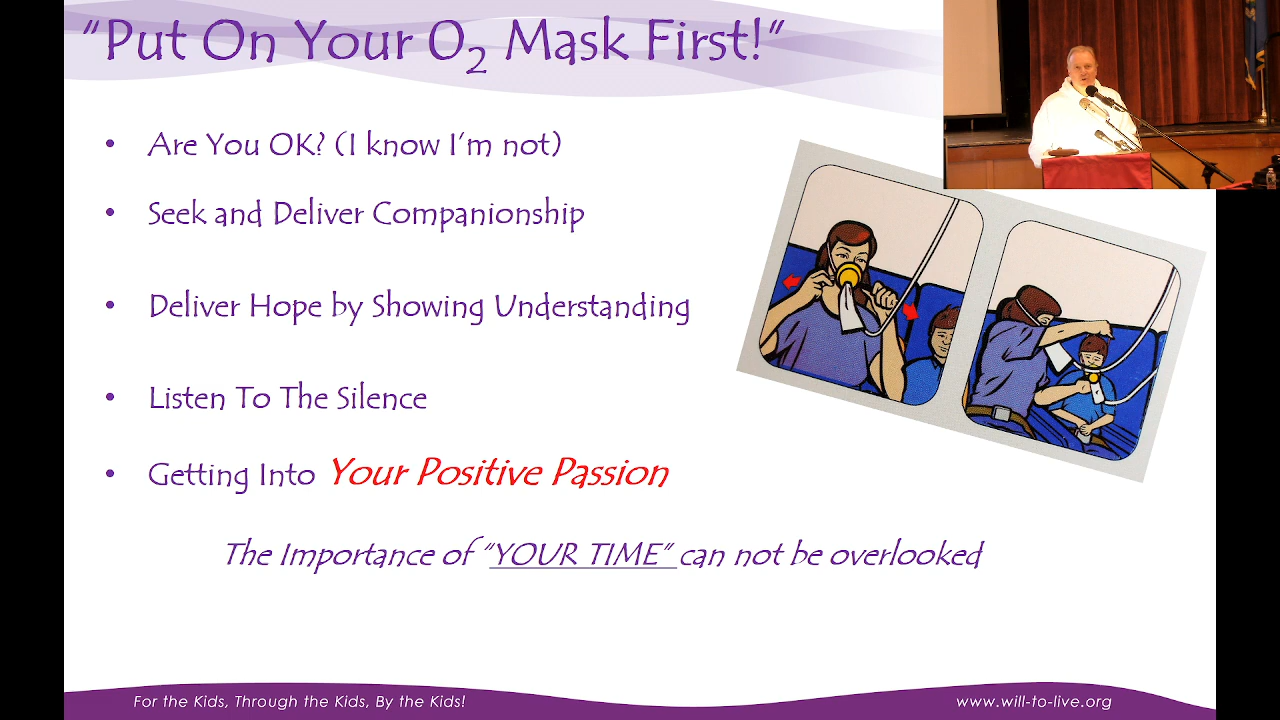 “Put On Your O₂ Mask First!“
• Are You OK? (I know I’m not)
• Seek and Deliver Companionship
• Deliver Hope by Showing Understanding
• Listen To The Silence
• Getting Into Your Positive Passion
The Importance of “YOUR TIME” can not be overlooked
For the Kids, Through the Kids, By the Kids!
www.will-to-live.org